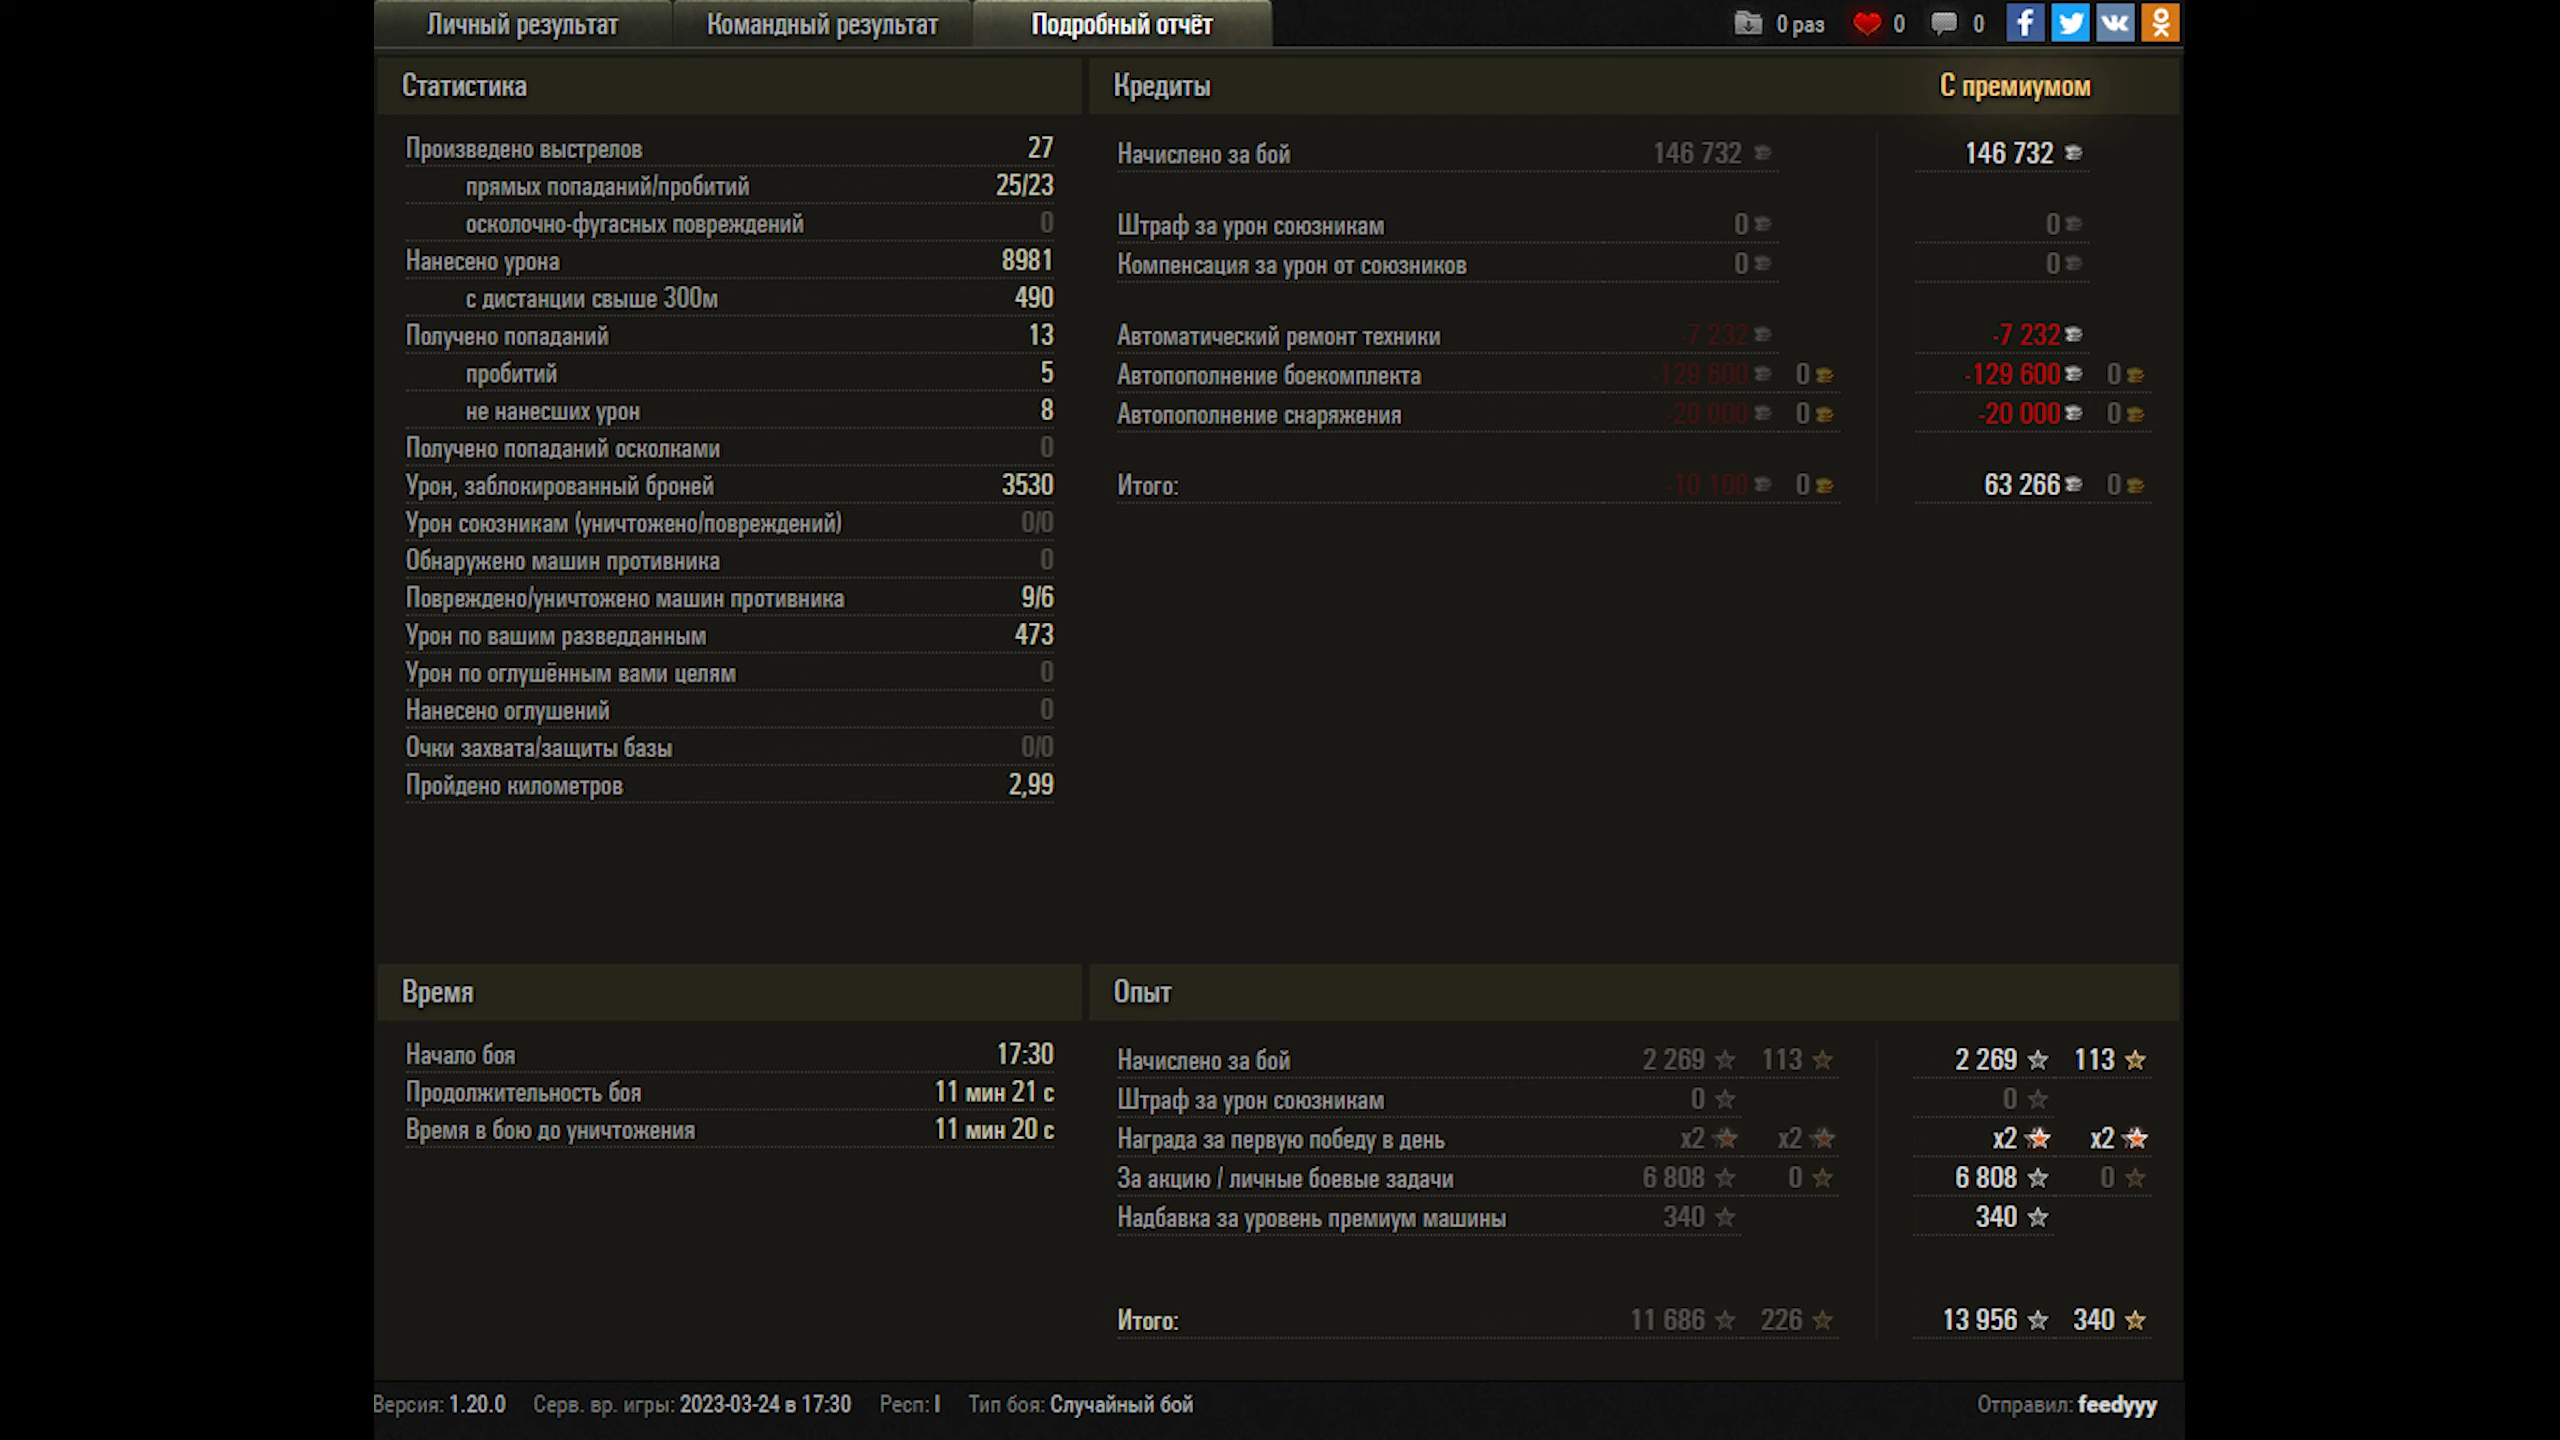 Личный результат Командный результат Подробный отчёт 0 раз 0 0
Статистика
Произведено выстрелов 27
прямых попаданий/пробитий 25/23
осколочно-фугасных повреждений 0
Нанесено урона 8981
с дистанции свыше 300м 490
Получено попаданий 13
пробитий 5
не нанесших урон 8
Получено попаданий осколками 0
Урон, заблокированный броней 3530
Урон союзникам (уничтожено/повреждений) 0/0
Обнаружено машин противника 0
Повреждено/уничтожено машин противника 9/6
Урон по вашим разведданным 473
Урон по оглушённым вами целям 0
Нанесено оглушений 0
Очки захвата/защиты базы 0/0
Пройдено километров 2,99
Кредиты С премиумом
Начислено за бой 146 732 146 732
Штраф за урон союзникам 0 0
Компенсация за урон от союзников 0 0
Автоматический ремонт техники -7 232 -7 232
Автопополнение боекомплекта -129 600 0 -129 600 0
Автопополнение снаряжения -20 000 0 -20 000 0
Итого: -10 100 0 63 266 0
Время
Начало боя 17:30
Продолжительность боя 11 мин 21 с
Время в бою до уничтожения 11 мин 20 с
Опыт
Начислено за бой 2 269 113 2 269 113
Штраф за урон союзникам 0 0
Награда за первую победу в день x2 x2 x2 x2
За акцию / личные боевые задачи 6 808 0 6 808 0
Надбавка за уровень премиум машины 340 340
Итого: 11 686 226 13 956 340
Версия: 1.20.0 Серв. вр. игры: 2023-03-24 в 17:30 Респ: I Тип боя: Случайный бой Отправил: feedyyy